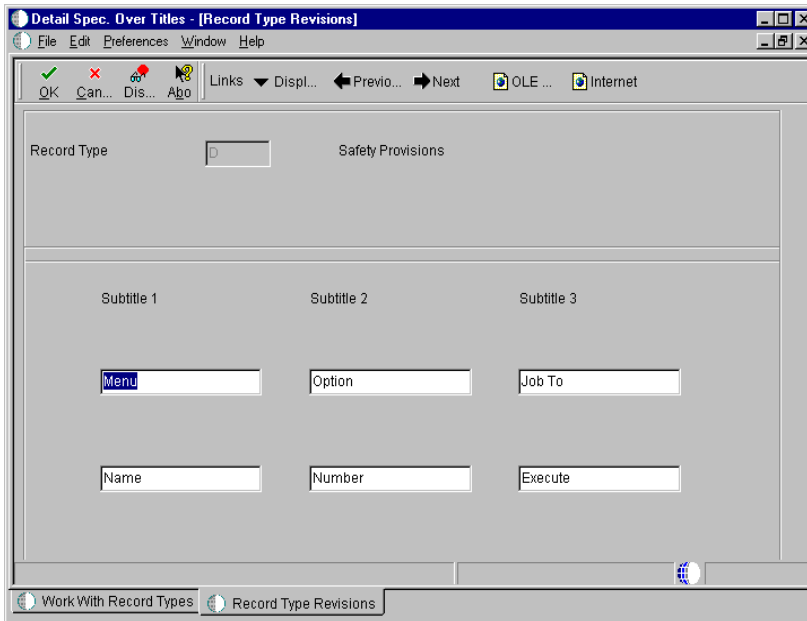 Detail Spec. Over Titles - [Record Type Revisions]
File Edit Preferences Window Help
OK Can... Dis... Abo Links Displ... Previo... Next OLE ... Internet
Record Type D Safety Provisions
Subtitle 1 Subtitle 2 Subtitle 3
Menu Option Job To
Name Number Execute
Work With Record Types Record Type Revisions